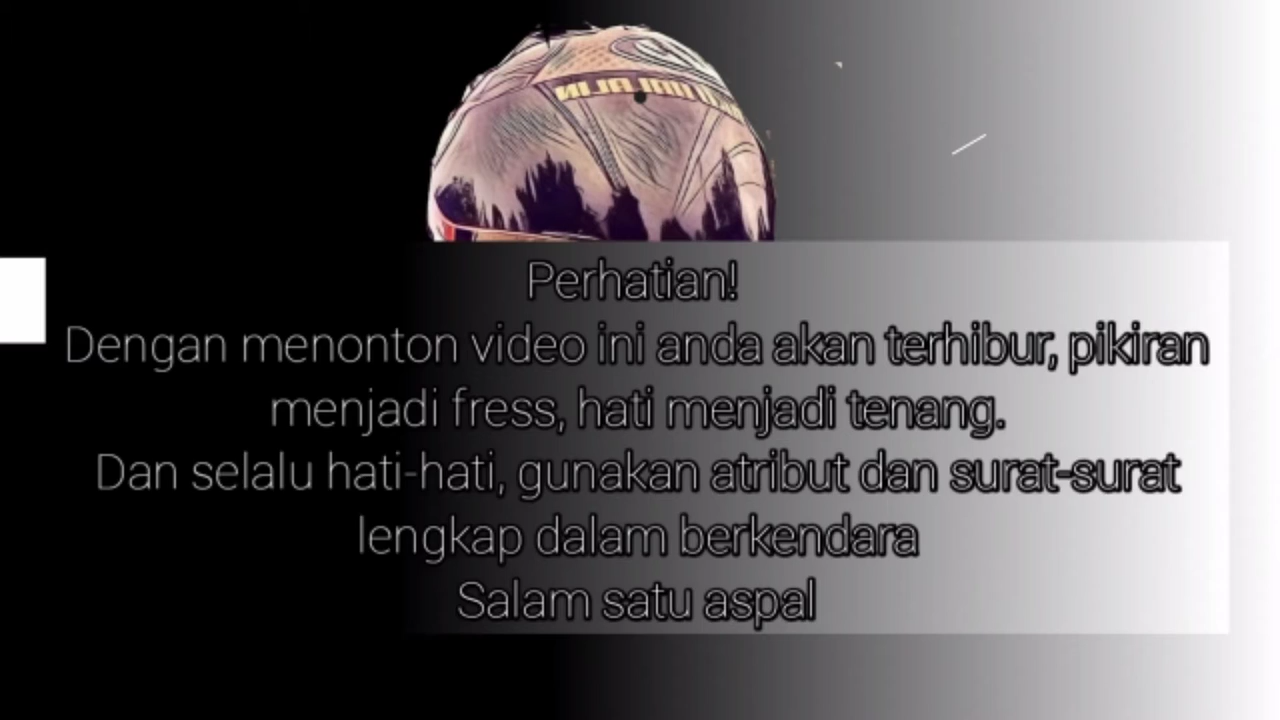 Perhatian!
Dengan menonton video ini anda akan terhibur, pikiran
menjadi fress, hati menjadi tenang.
Dan selalu hati-hati, gunakan atribut dan surat-surat
lengkap dalam berkendara
Salam satu aspal